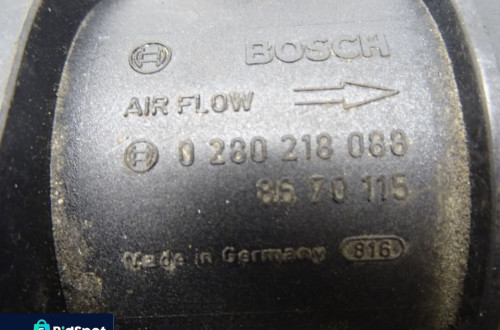 BOSCH
AIR FLOW
0 280 218 088
86 70 115
Made in Germany 816
BidSpot